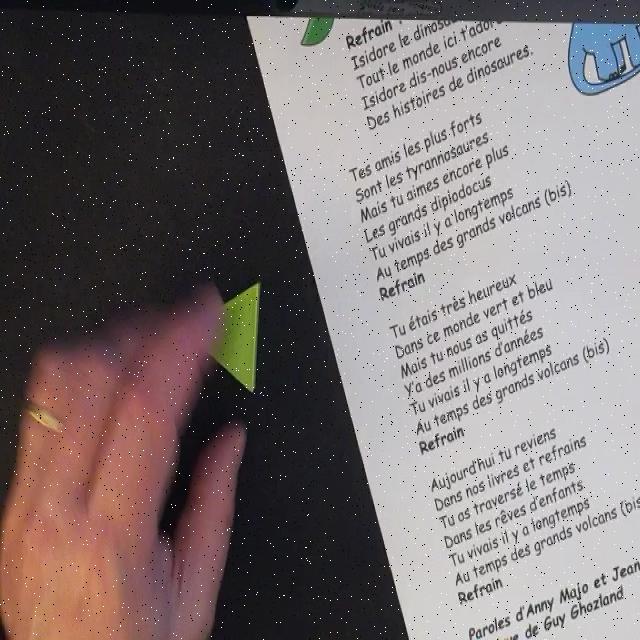 Refrain
Isidore le dinosau
Tout le monde ici t'ador
Isidore dis-nous encore
Des histoires de dinosaures.
Tes amis les plus forts
Sont les tyrannosaures
Mais tu aimes encore plus
Les grands diplodocus
Tu vivais il y a longtemps
Au temps des grands volcans (bis)
Refrain
Tu étais très heureux
Dans ce monde vert et bleu
Mais tu nous as quittés
Y'a des millions d'années
Tu vivais il y a longtemps
Au temps des grands volcans (bis)
Refrain
Aujourd'hui tu reviens
Dans nos livres et refrains
Tu as traversé le temps
Dans les rêves d'enfants
Tu vivais il y a longtemps
Au temps des grands volcans (bis
Refrain
Paroles d'Anny Majo et Jean
de Guy Ghozland